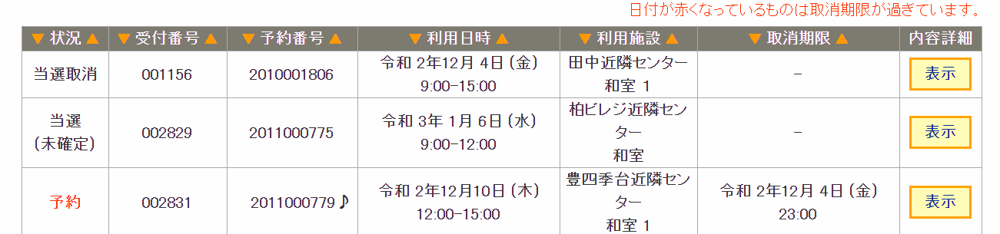 日付が赤くなっているものは取消期限が過ぎています。
▼ 状況 ▲ ▼ 受付番号 ▲ ▼ 予約番号 ▲ ▼ 利用日時 ▲ ▼ 利用施設 ▲ ▼ 取消期限 ▲ 内容詳細
当選取消 001156 2010001806 令和 2年12月 4日 (金) 田中近隣センター - 表示
9:00-15:00 和室 1
当選 002829 2011000775 令和 3年 1月 6日 (水) 柏ビレジ近隣セン - 表示
(未確定) 9:00-12:00 ター
和室
予約 002831 2011000779♪ 令和 2年12月10日 (木) 豊四季台近隣セン 令和 2年12月 4日 (金) 表示
12:00-15:00 ター 23:00
和室 1